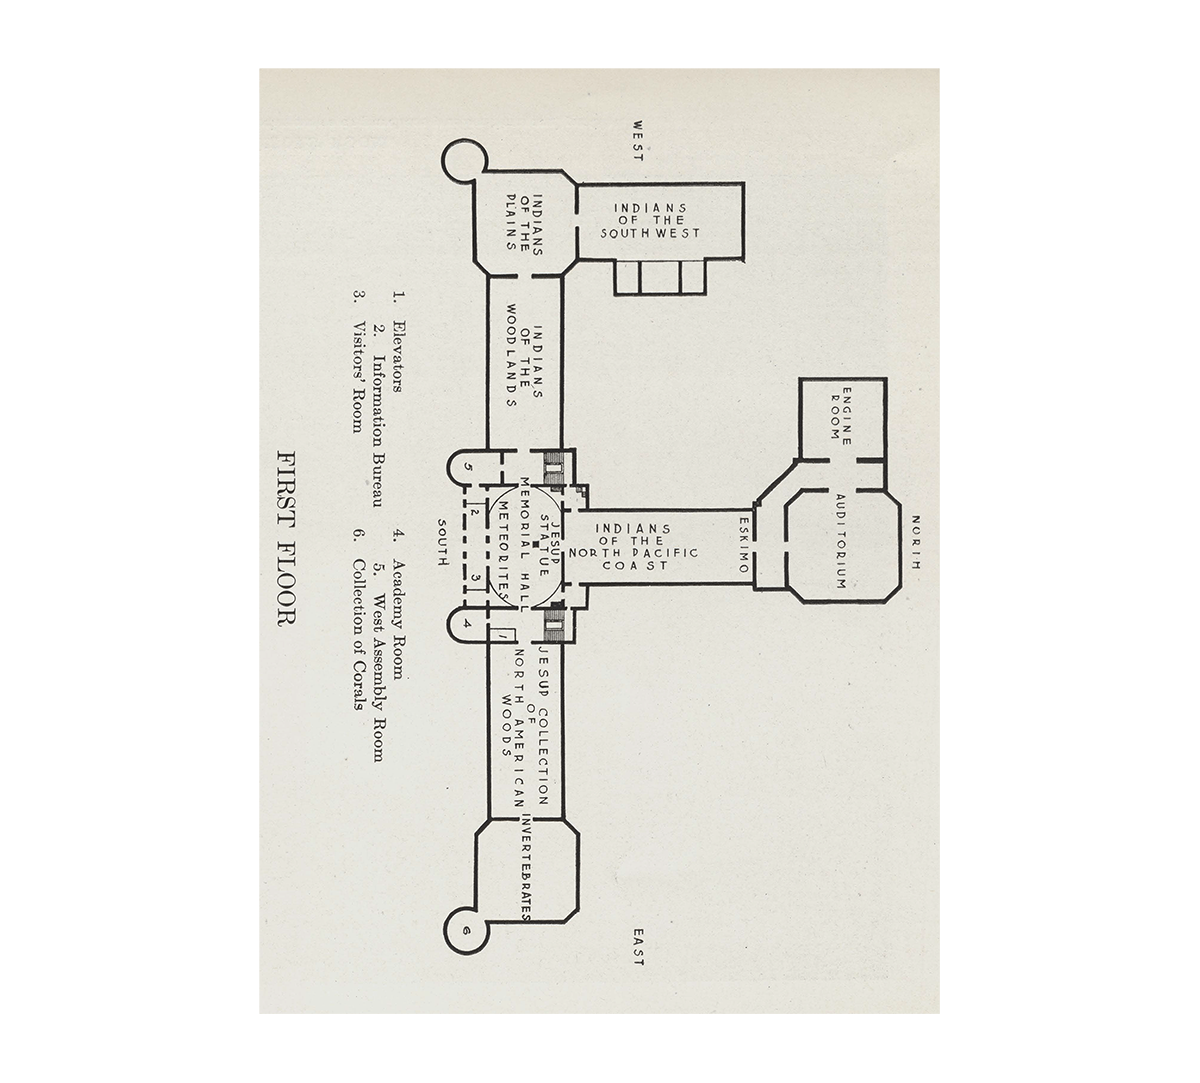 NORTH
WEST
EAST
SOUTH
ENGINE
ROOM
AUDITORIUM
ESKIMO
INDIANS
OF THE
SOUTHWEST
INDIANS
OF THE
NORTH PACIFIC
COAST
INDIANS
OF THE
PLAINS
INDIANS
OF THE
WOODLANDS
JESUP
STATUE
MEMORIAL HALL
METEORITES
JESUP COLLECTION
OF
NORTH AMERICAN
WOODS
INVERTEBRATES
5
2
3
4
1
6
1. Elevators
2. Information Bureau
3. Visitors' Room
4. Academy Room
5. West Assembly Room
6. Collection of Corals
FIRST FLOOR